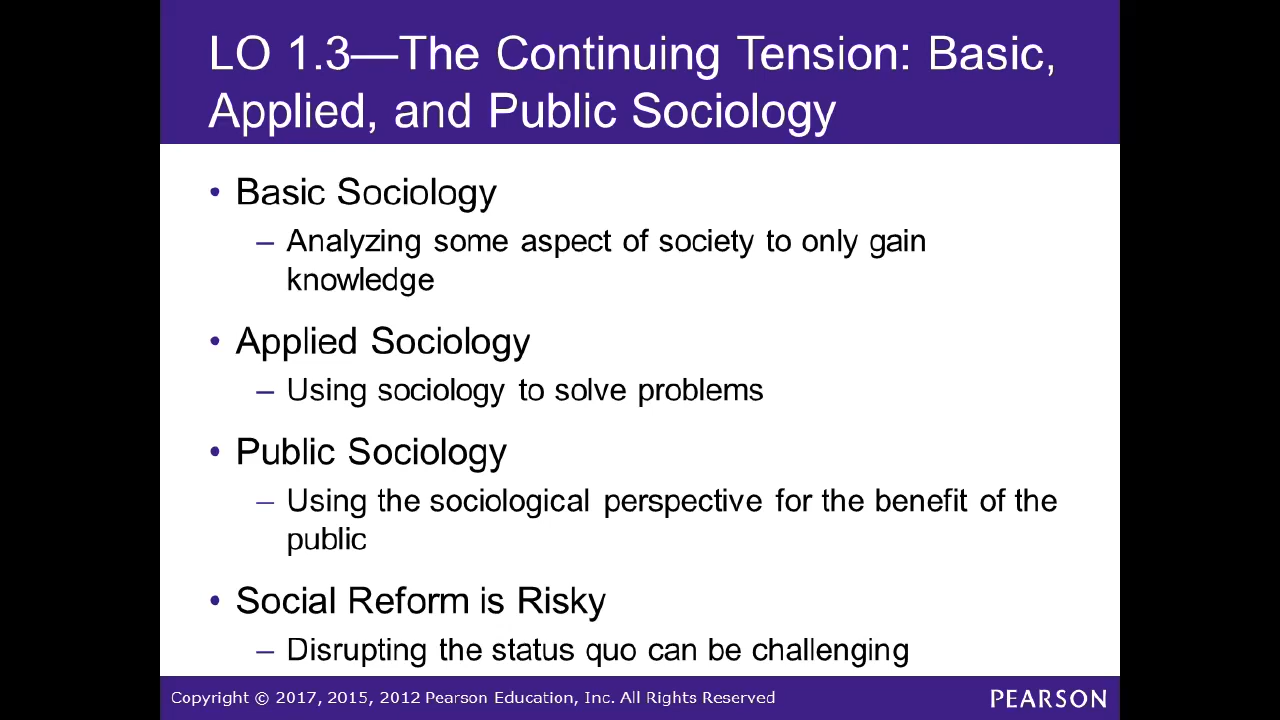 LO 1.3—The Continuing Tension: Basic,
Applied, and Public Sociology
• Basic Sociology
– Analyzing some aspect of society to only gain
knowledge
• Applied Sociology
– Using sociology to solve problems
• Public Sociology
– Using the sociological perspective for the benefit of the
public
• Social Reform is Risky
– Disrupting the status quo can be challenging
Copyright © 2017, 2015, 2012 Pearson Education, Inc. All Rights Reserved
PEARSON